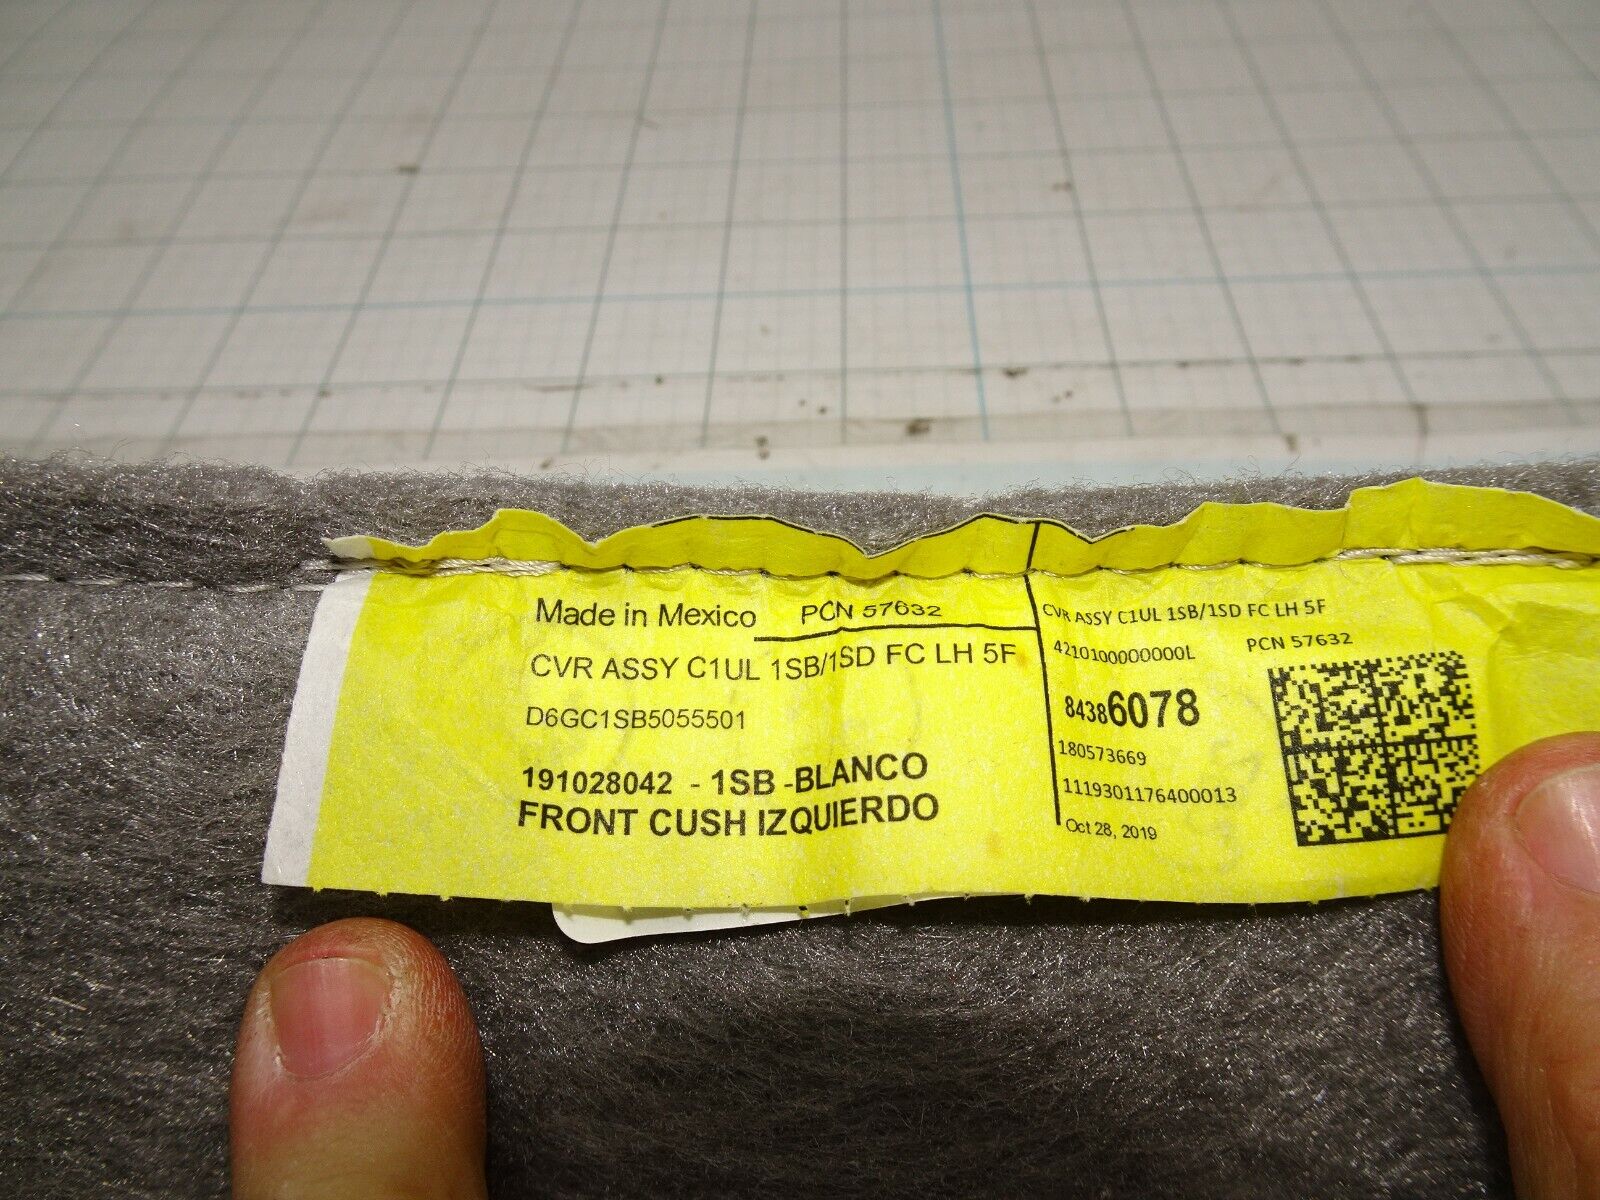 Made in Mexico PCN 57632
CVR ASSY C1UL 1SB/1SD FC LH 5F
D6GC1SB5055501
191028042 - 1SB -BLANCO
FRONT CUSH IZQUIERDO
CVR ASSY C1UL 1SB/1SD FC LH 5F
4210100000000L PCN 57632
84386078
180573669
1119301176400013
Oct 28, 2019